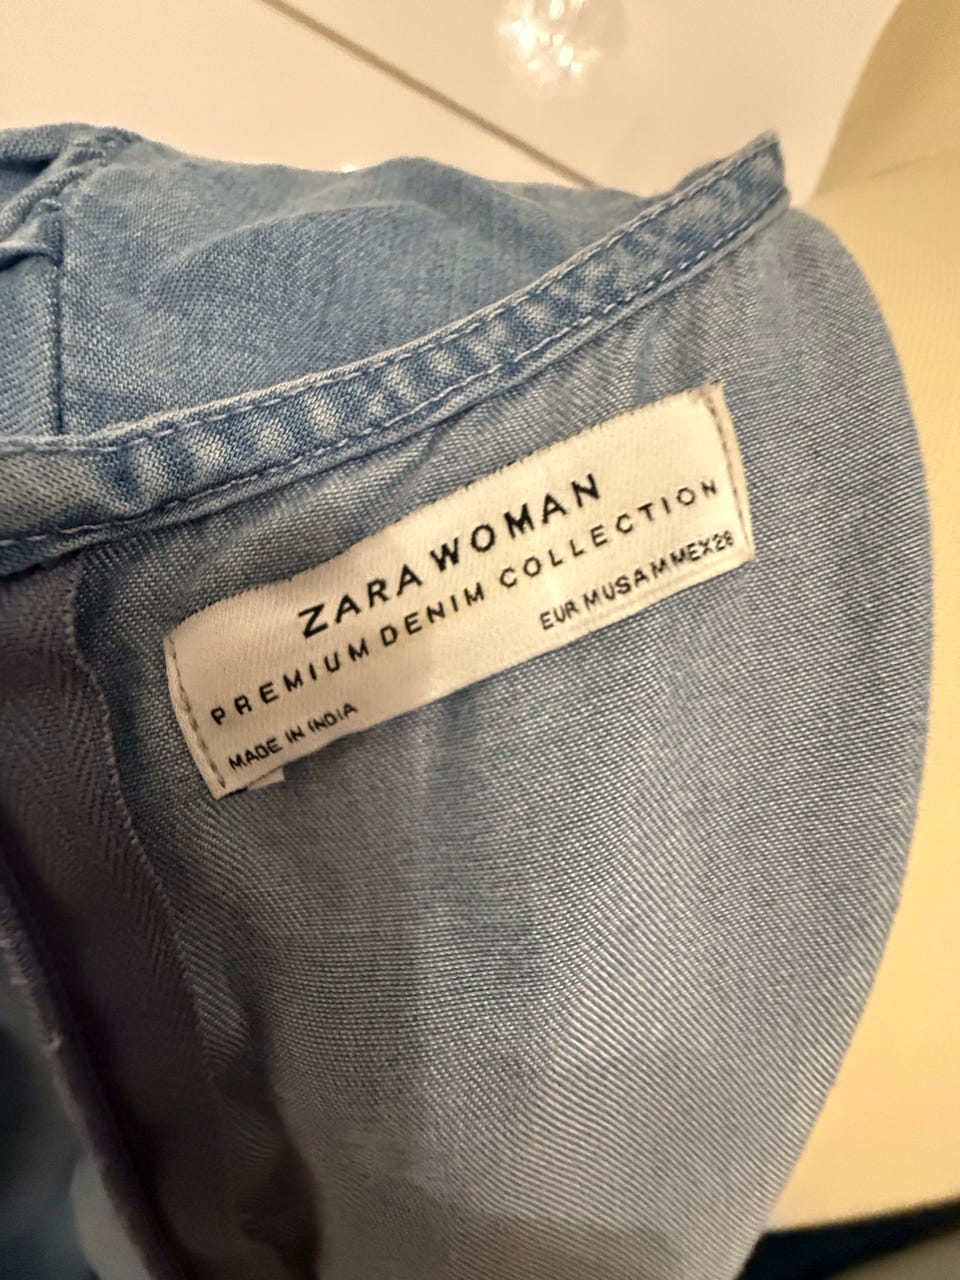 ZARA WOMAN
PREMIUM DENIM COLLECTION
EUR M USA M MEX 28
MADE IN INDIA